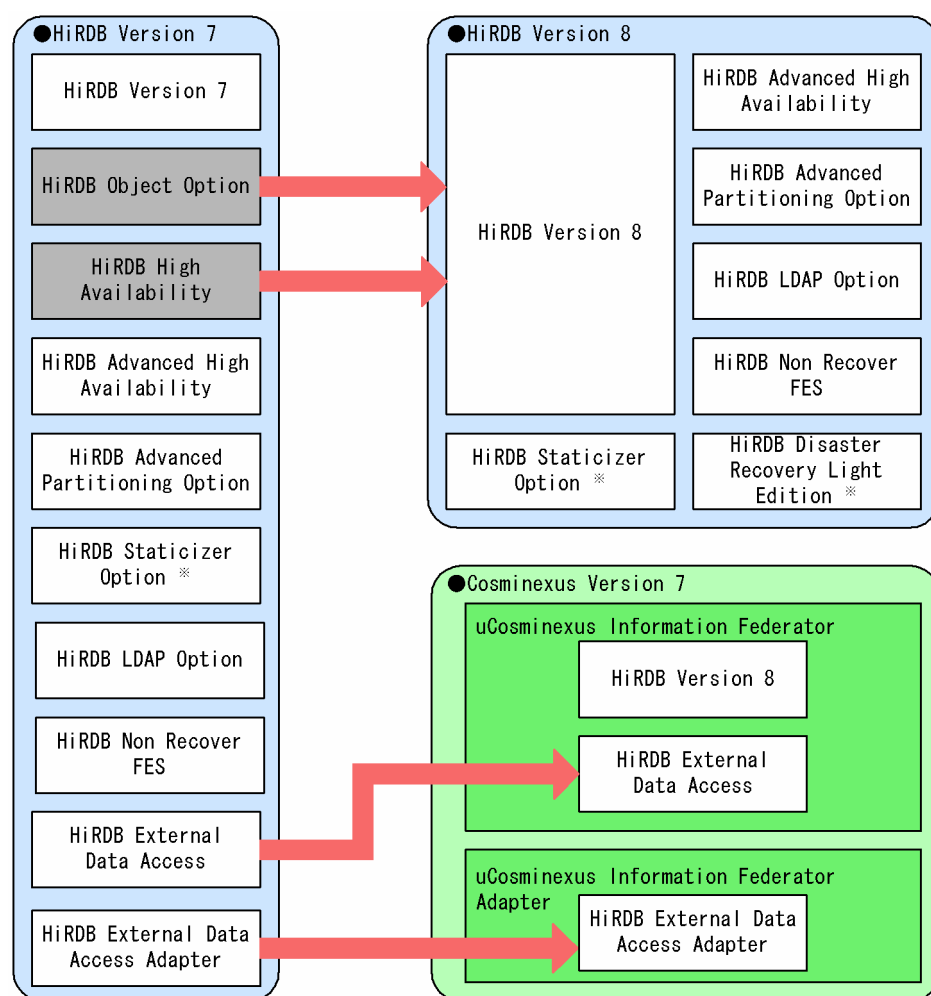 ●HiRDB Version 7
HiRDB Version 7
HiRDB Object Option
HiRDB High
Availability
HiRDB Advanced High
Availability
HiRDB Advanced
Partitioning Option
HiRDB Staticizer
Option ※
HiRDB LDAP Option
HiRDB Non Recover
FES
HiRDB External
Data Access
HiRDB External Data
Access Adapter
●HiRDB Version 8
HiRDB Version 8
HiRDB Staticizer
Option ※
HiRDB Advanced High
Availability
HiRDB Advanced
Partitioning Option
HiRDB LDAP Option
HiRDB Non Recover
FES
HiRDB Disaster
Recovery Light
Edition ※
●Cosminexus Version 7
uCosminexus Information Federator
HiRDB Version 8
HiRDB External
Data Access
uCosminexus Information Federator
Adapter
HiRDB External Data
Access Adapter